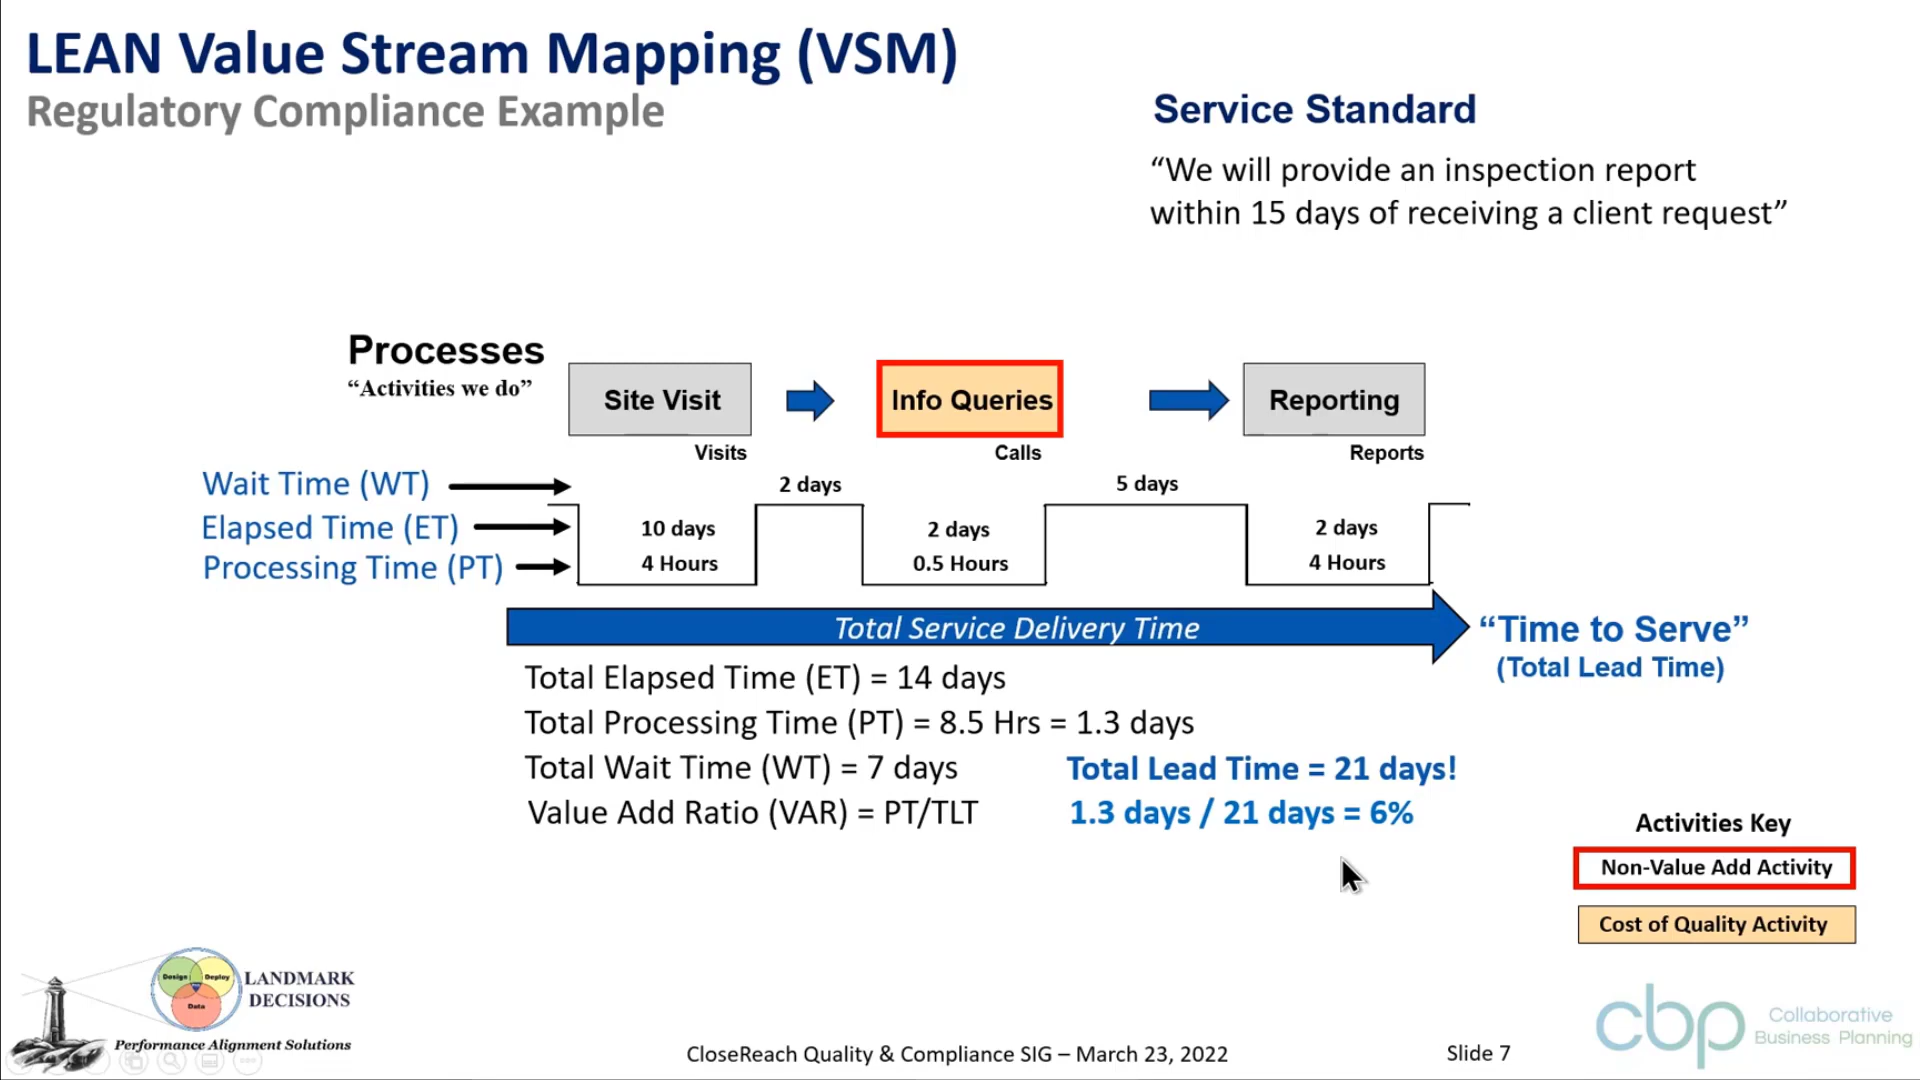 LEAN Value Stream Mapping (VSM)
Regulatory Compliance Example
Service Standard
“We will provide an inspection report
within 15 days of receiving a client request”
Processes
“Activities we do”
Site Visit
Info Queries
Reporting
Visits
Calls
Reports
Wait Time (WT)
2 days
5 days
Elapsed Time (ET)
10 days
2 days
2 days
Processing Time (PT)
4 Hours
0.5 Hours
4 Hours
Total Service Delivery Time
“Time to Serve”
(Total Lead Time)
Total Elapsed Time (ET) = 14 days
Total Processing Time (PT) = 8.5 Hrs = 1.3 days
Total Wait Time (WT) = 7 days
Total Lead Time = 21 days!
Value Add Ratio (VAR) = PT/TLT
1.3 days / 21 days = 6%
Activities Key
Non-Value Add Activity
Cost of Quality Activity
Design
Deploy
Data
LANDMARK
DECISIONS
Performance Alignment Solutions
CloseReach Quality & Compliance SIG – March 23, 2022
Slide 7
cbp
Collaborative
Business Planning